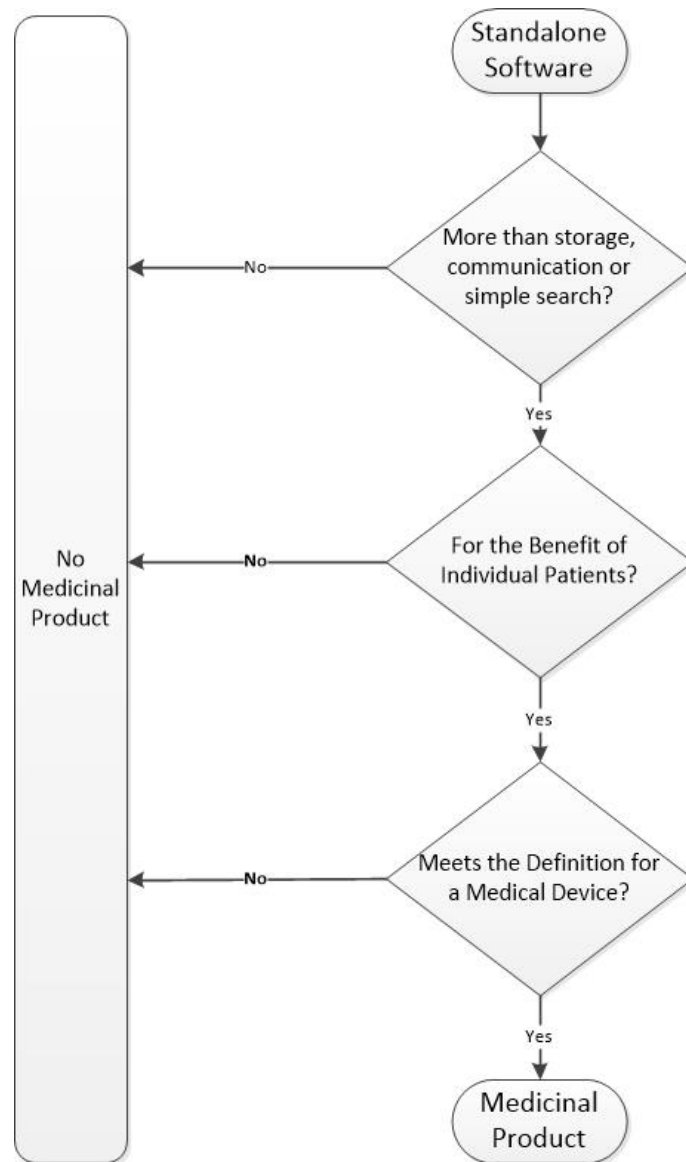 Standalone
Software
More than storage,
communication or
simple search?
No
Yes
For the Benefit of
Individual Patients?
No
Yes
No
Medicinal
Product
Meets the Definition for
a Medical Device?
No
Yes
Medicinal
Product